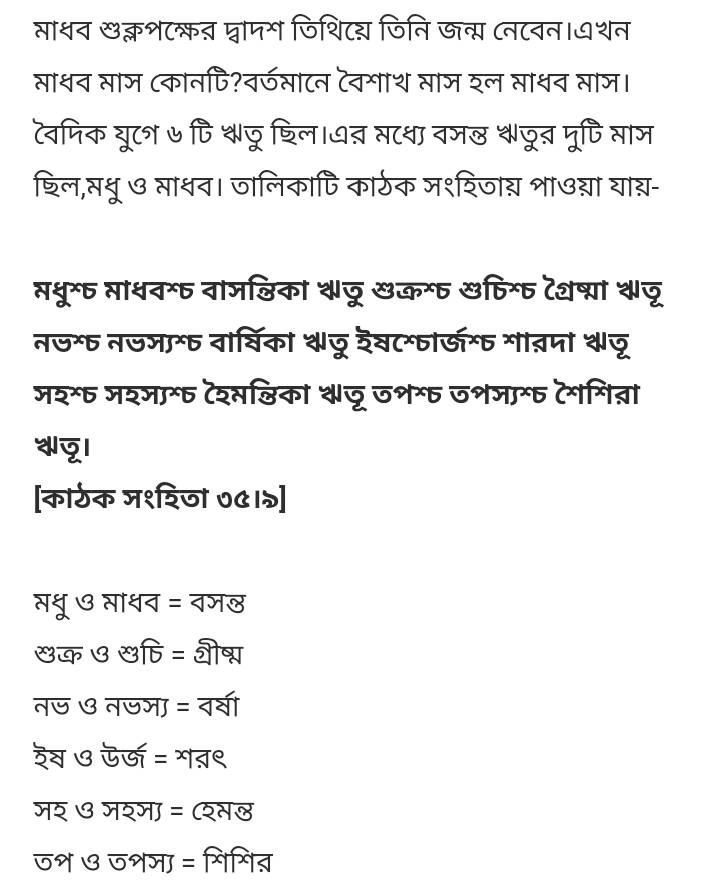 মাধব শুক্লপক্ষের দ্বাদশ তিথিয়ে তিনি জন্ম নেবেন।এখন
মাধব মাস কোনটি?বর্তমানে বৈশাখ মাস হল মাধব মাস।
বৈদিক যুগে ৬ টি ঋতু ছিল।এর মধ্যে বসন্ত ঋতুর দুটি মাস
ছিল,মধু ও মাধব। তালিকাটি কাঠক সংহিতায় পাওয়া যায়-
মধুশ্চ মাধবশ্চ বাসন্তিকা ঋতু শুক্রশ্চ শুচিশ্চ গ্রৈষ্মা ঋতূ
নভশ্চ নভস্যশ্চ বার্ষিকা ঋতু ইষশ্চোর্জশ্চ শারদা ঋতূ
সহশ্চ সহস্যশ্চ হৈমন্তিকা ঋতূ তপশ্চ তপস্যশ্চ শৈশিরা
ঋতূ।
[কাঠক সংহিতা ৩৫।৯]
মধু ও মাধব = বসন্ত
শুক্র ও শুচি = গ্রীষ্ম
নভ ও নভস্য = বর্ষা
ইষ ও উর্জ = শরৎ
সহ ও সহস্য = হেমন্ত
তপ ও তপস্য = শিশির